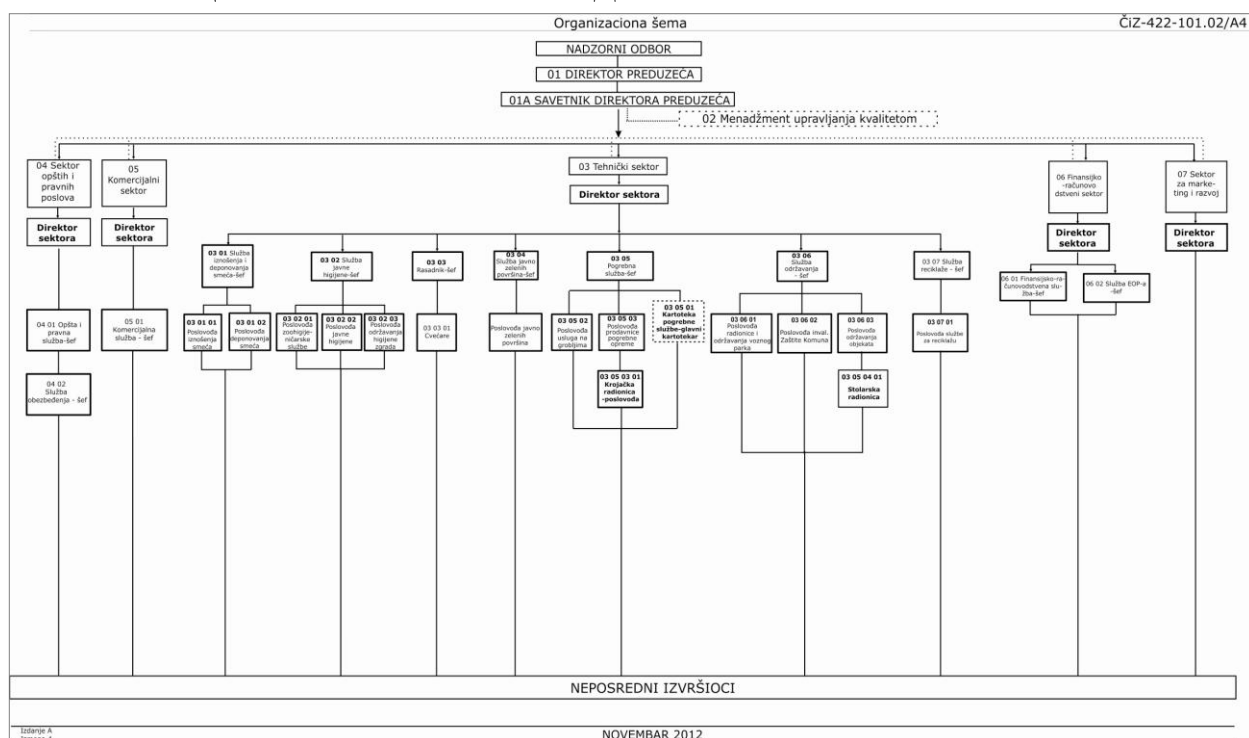 Organizaciona šema
ČiZ-422-101.02/A4
NADZORNI ODBOR
01 DIREKTOR PREDUZEĆA
01A SAVETNIK DIREKTORA PREDUZEĆA
02 Menadžment upravljanja kvalitetom
04 Sektor
opštih i
pravnih
poslova
05
Komercijalni
sektor
03 Tehnički sektor
06 Finansijko
-računovo
dstveni sektor
07 Sektor
za marke-
ting i razvoj
Direktor
sektora
Direktor
sektora
Direktor sektora
Direktor
sektora
Direktor
sektora
03 01 Služba
iznošenja i
deponovanja
smeća-šef
03 02 Služba
javne
higijene-šef
03 03
Rasadnik-šef
03 04
Služba javno
zelenih
površina-šef
03 05
Pogrebna
služba-šef
03 06
Služba
održavanja
- šef
03 07 Služba
reciklaže - šef
06 01 Finansijsko-ra-
čunovodstvena slu-
žba-šef
06 02 Služba EOP-a
-šef
04 01 Opšta i
pravna
služba-šef
05 01
Komercijalna
služba - šef
03 01 01
Poslovođa
iznošenja
smeća
03 01 02
Poslovođa
deponovanja
smeća
03 02 01
Poslovođa
zoohigije-
ničarska
službe
03 02 02
Poslovođa
javne
higijene
03 02 03
Poslovođa
održavanja
higijene
zgrada
03 03 01
Cvećare
Poslovođa javno
zelenih
površina
03 05 02
Poslovođa
usluga na
grobljima
03 05 03
Poslovođa
prodavnice
pogrebne
opreme
03 05 01
Kartoteka
pogrebne
službe-glavni
kartotekar
03 06 01
Poslovođa
radionice i
održavanja voznog
parka
03 06 02
Poslovođa inval.
Zaštite Komuna
03 06 03
Poslovođa
održavanja
objekata
03 07 01
Poslovođa službe
za reciklažu
04 02
Služba
obezbeđenja - šef
03 05 03 01
Krojačka
radionica
-poslovođa
03 05 04 01
Stolarska
radionica
NEPOSREDNI IZVRŠIOCI
Izdanje A
NOVEMBAR 2012